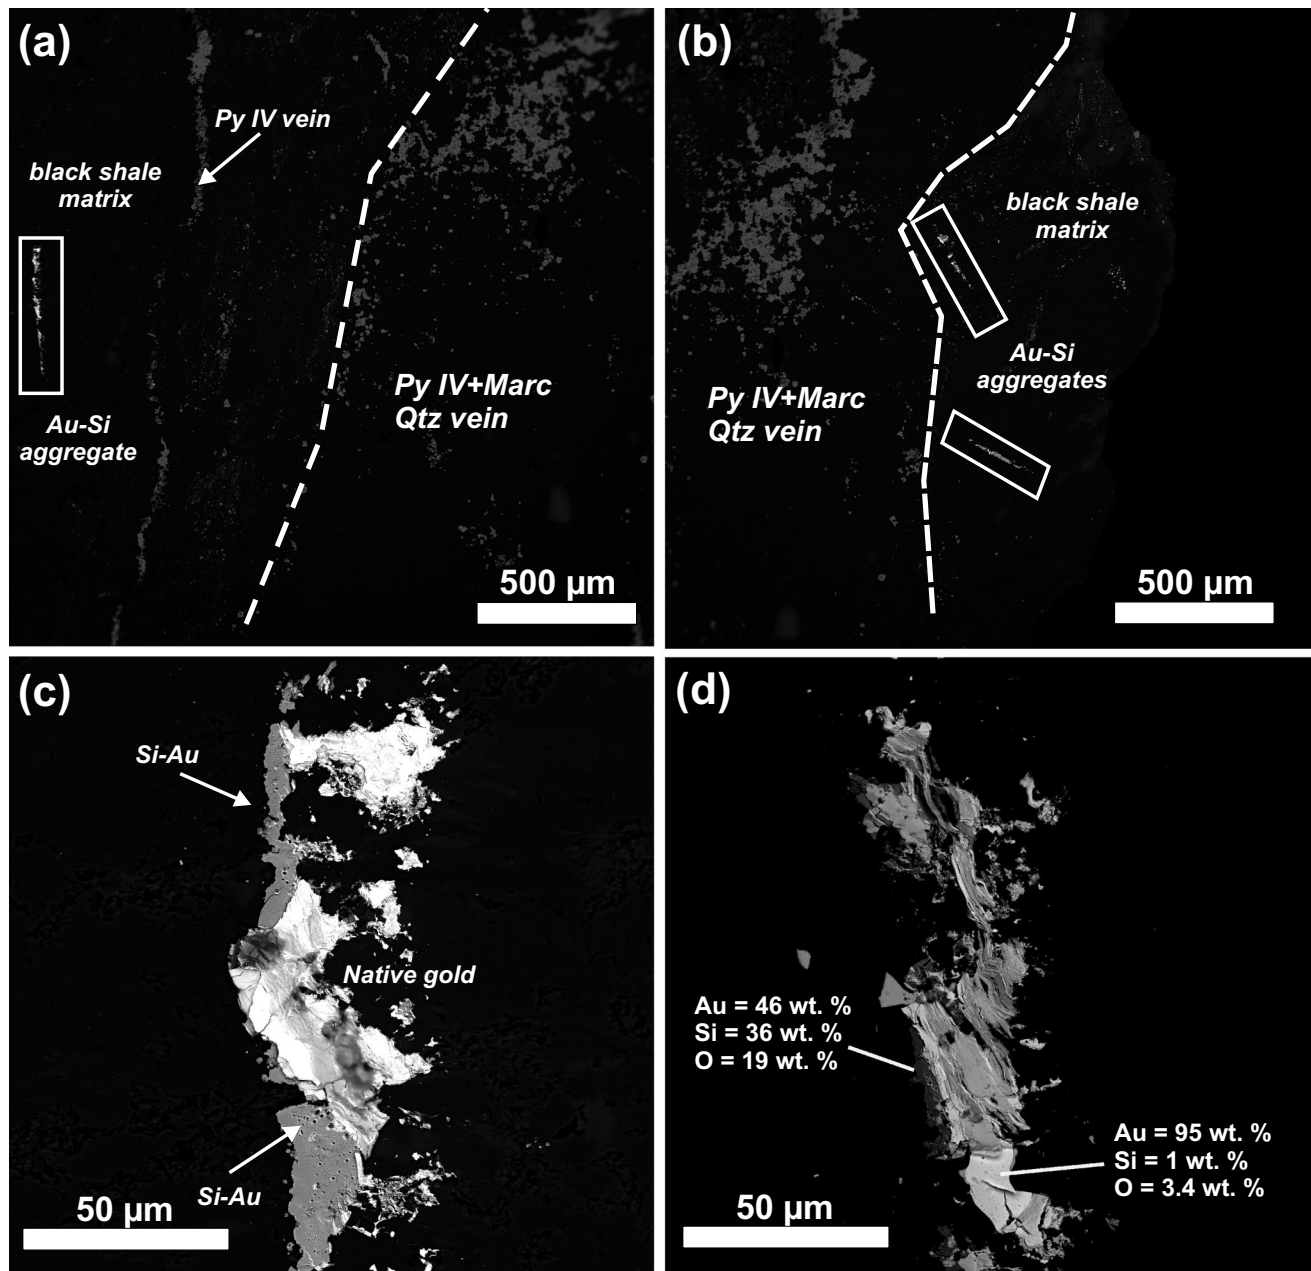 (a)
Py IV vein
black shale
matrix
Au-Si
aggregate
Py IV+Marc
Qtz vein
500 µm
(b)
black shale
matrix
Au-Si
aggregates
Py IV+Marc
Qtz vein
500 µm
(c)
Si-Au
Native gold
Si-Au
50 µm
(d)
Au = 46 wt. %
Si = 36 wt. %
O = 19 wt. %
Au = 95 wt. %
Si = 1 wt. %
O = 3.4 wt. %
50 µm